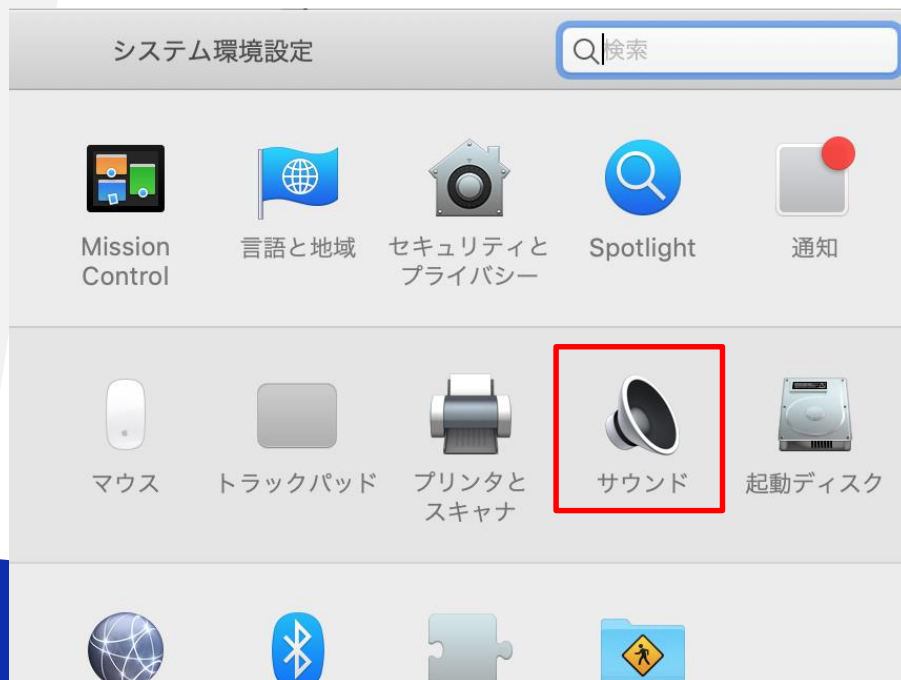 システム環境設定
検索
Mission
Control
言語と地域
セキュリティと
プライバシー
Spotlight
通知
マウス
トラックパッド
プリンタと
スキャナ
サウンド
起動ディスク